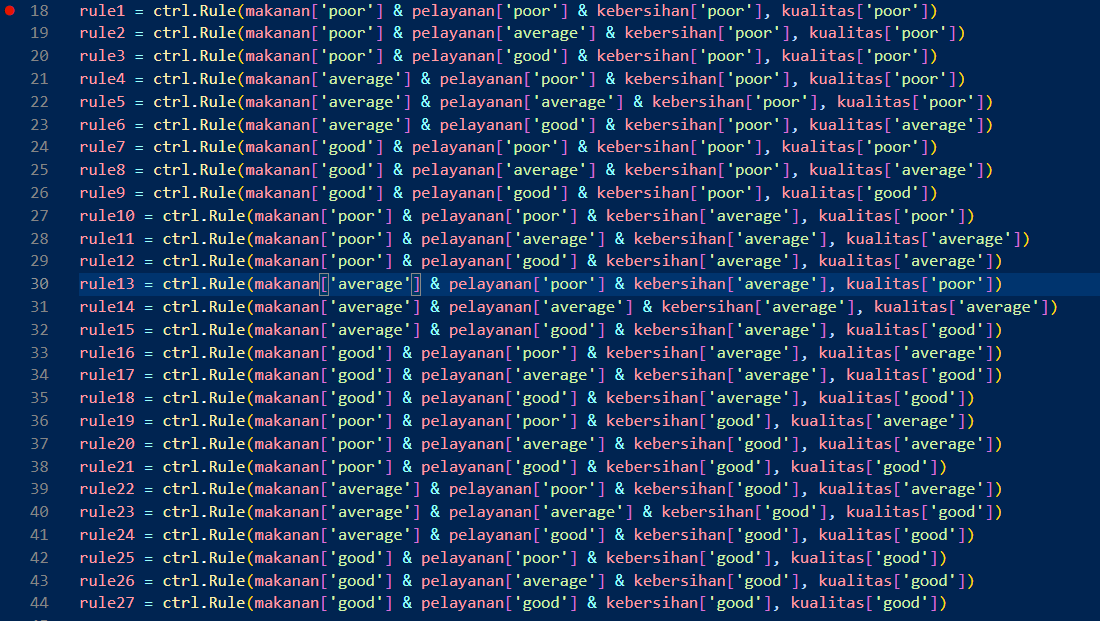 18 rule1 = ctrl.Rule(makanan['poor'] & pelayanan['poor'] & kebersihan['poor'], kualitas['poor'])
19 rule2 = ctrl.Rule(makanan['poor'] & pelayanan['average'] & kebersihan['poor'], kualitas['poor'])
20 rule3 = ctrl.Rule(makanan['poor'] & pelayanan['good'] & kebersihan['poor'], kualitas['poor'])
21 rule4 = ctrl.Rule(makanan['average'] & pelayanan['poor'] & kebersihan['poor'], kualitas['poor'])
22 rule5 = ctrl.Rule(makanan['average'] & pelayanan['average'] & kebersihan['poor'], kualitas['poor'])
23 rule6 = ctrl.Rule(makanan['average'] & pelayanan['good'] & kebersihan['poor'], kualitas['average'])
24 rule7 = ctrl.Rule(makanan['good'] & pelayanan['poor'] & kebersihan['poor'], kualitas['poor'])
25 rule8 = ctrl.Rule(makanan['good'] & pelayanan['average'] & kebersihan['poor'], kualitas['average'])
26 rule9 = ctrl.Rule(makanan['good'] & pelayanan['good'] & kebersihan['poor'], kualitas['good'])
27 rule10 = ctrl.Rule(makanan['poor'] & pelayanan['poor'] & kebersihan['average'], kualitas['poor'])
28 rule11 = ctrl.Rule(makanan['poor'] & pelayanan['average'] & kebersihan['average'], kualitas['average'])
29 rule12 = ctrl.Rule(makanan['poor'] & pelayanan['good'] & kebersihan['average'], kualitas['average'])
30 rule13 = ctrl.Rule(makanan['average'] & pelayanan['poor'] & kebersihan['average'], kualitas['poor'])
31 rule14 = ctrl.Rule(makanan['average'] & pelayanan['average'] & kebersihan['average'], kualitas['average'])
32 rule15 = ctrl.Rule(makanan['average'] & pelayanan['good'] & kebersihan['average'], kualitas['good'])
33 rule16 = ctrl.Rule(makanan['good'] & pelayanan['poor'] & kebersihan['average'], kualitas['average'])
34 rule17 = ctrl.Rule(makanan['good'] & pelayanan['average'] & kebersihan['average'], kualitas['good'])
35 rule18 = ctrl.Rule(makanan['good'] & pelayanan['good'] & kebersihan['average'], kualitas['good'])
36 rule19 = ctrl.Rule(makanan['poor'] & pelayanan['poor'] & kebersihan['good'], kualitas['average'])
37 rule20 = ctrl.Rule(makanan['poor'] & pelayanan['average'] & kebersihan['good'], kualitas['average'])
38 rule21 = ctrl.Rule(makanan['poor'] & pelayanan['good'] & kebersihan['good'], kualitas['good'])
39 rule22 = ctrl.Rule(makanan['average'] & pelayanan['poor'] & kebersihan['good'], kualitas['average'])
40 rule23 = ctrl.Rule(makanan['average'] & pelayanan['average'] & kebersihan['good'], kualitas['good'])
41 rule24 = ctrl.Rule(makanan['average'] & pelayanan['good'] & kebersihan['good'], kualitas['good'])
42 rule25 = ctrl.Rule(makanan['good'] & pelayanan['poor'] & kebersihan['good'], kualitas['good'])
43 rule26 = ctrl.Rule(makanan['good'] & pelayanan['average'] & kebersihan['good'], kualitas['good'])
44 rule27 = ctrl.Rule(makanan['good'] & pelayanan['good'] & kebersihan['good'], kualitas['good'])